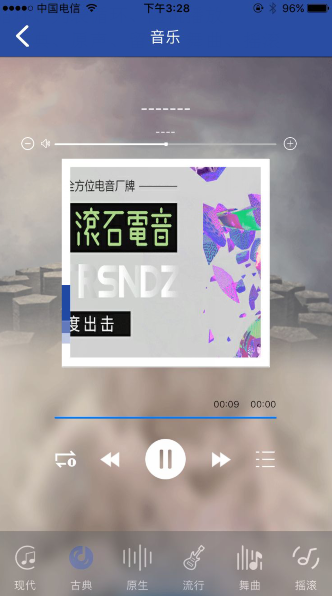 中国电信 下午3:28 96%
音乐
-------
----
全方位电音厂牌
滚石電音
RSNDZ
度出击
00:09 00:00
1
现代 古典 原生 流行 舞曲 摇滚